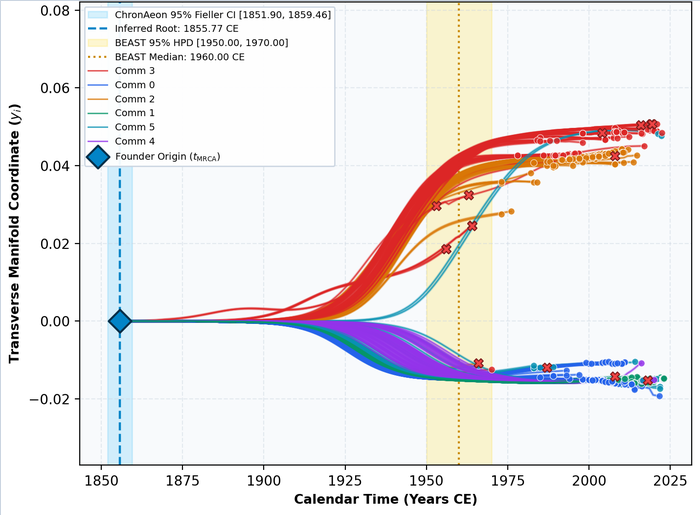 ChronAeon 95% Fieller CI [1851.90, 1859.46]
Inferred Root: 1855.77 CE
BEAST 95% HPD [1950.00, 1970.00]
BEAST Median: 1960.00 CE
Comm 3
Comm 0
Comm 2
Comm 1
Comm 5
Comm 4
Founder Origin (tMRCA)
Transverse Manifold Coordinate (yi)
0.08
0.06
0.04
0.02
0.00
−0.02
1850 1875 1900 1925 1950 1975 2000 2025
Calendar Time (Years CE)